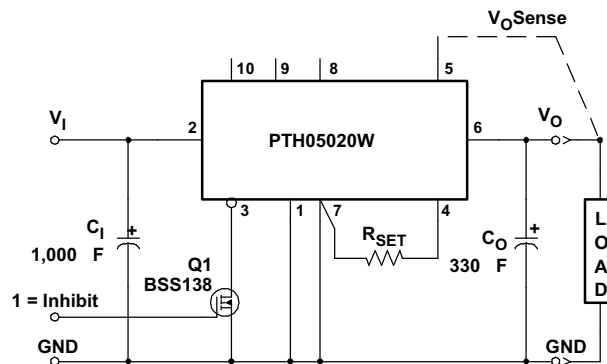 VOSense
10 9 8 5
VI 2 PTH05020W 6 VO
3 1 7 4
RSET
CI +
1,000 F
Q1
BSS138
CO +
330 F
L
O
A
D
1 = Inhibit
GND GND